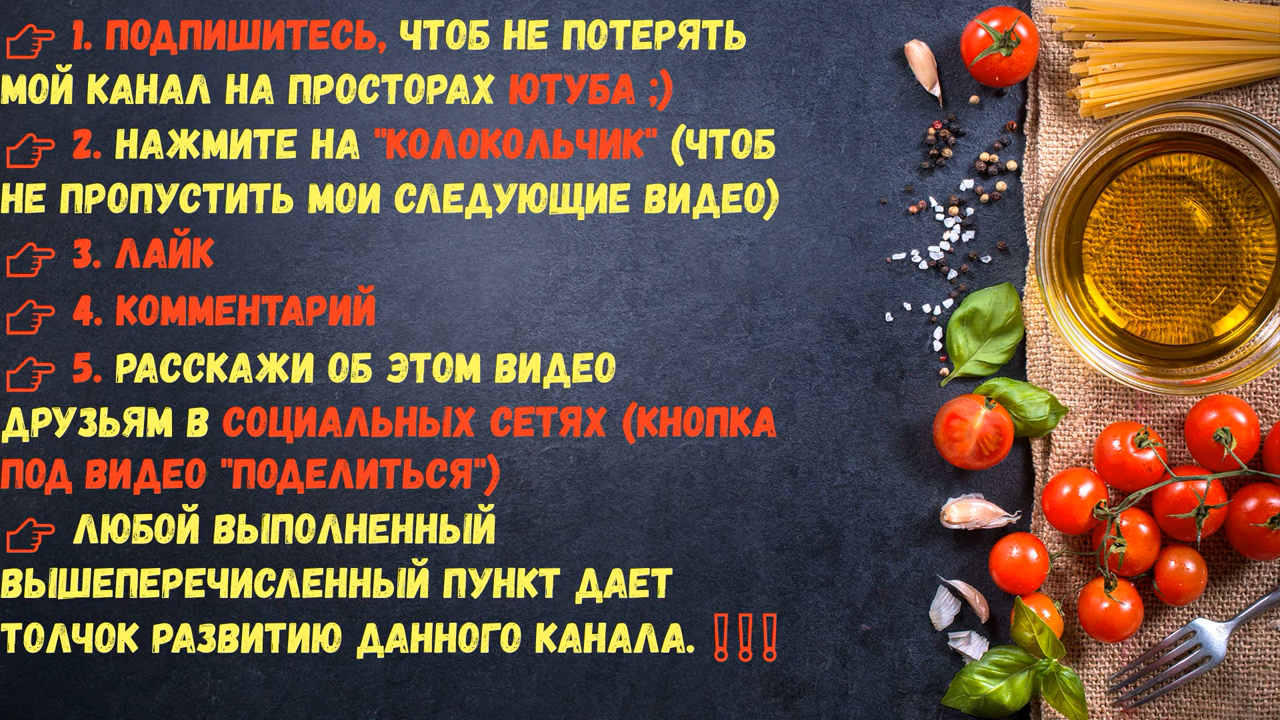 👉 1. ПОДПИШИТЕСЬ, ЧТОБ НЕ ПОТЕРЯТЬ
МОЙ КАНАЛ НА ПРОСТОРАХ ЮТУБА ;)
👉 2. НАЖМИТЕ НА "КОЛОКОЛЬЧИК" (ЧТОБ
НЕ ПРОПУСТИТЬ МОИ СЛЕДУЮЩИЕ ВИДЕО)
👉 3. ЛАЙК
👉 4. КОММЕНТАРИЙ
👉 5. РАССКАЖИ ОБ ЭТОМ ВИДЕО
ДРУЗЬЯМ В СОЦИАЛЬНЫХ СЕТЯХ (КНОПКА
ПОД ВИДЕО "ПОДЕЛИТЬСЯ")
👉 ЛЮБОЙ ВЫПОЛНЕННЫЙ
ВЫШЕПЕРЕЧИСЛЕННЫЙ ПУНКТ ДАЕТ
ТОЛЧОК РАЗВИТИЮ ДАННОГО КАНАЛА. !!!